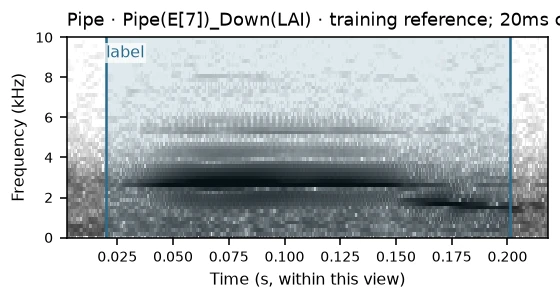 Pipe · Pipe(E[7])_Down(LAI) · training reference; 20ms
label
Frequency (kHz)
10
8
6
4
2
0
0.025 0.050 0.075 0.100 0.125 0.150 0.175 0.200
Time (s, within this view)